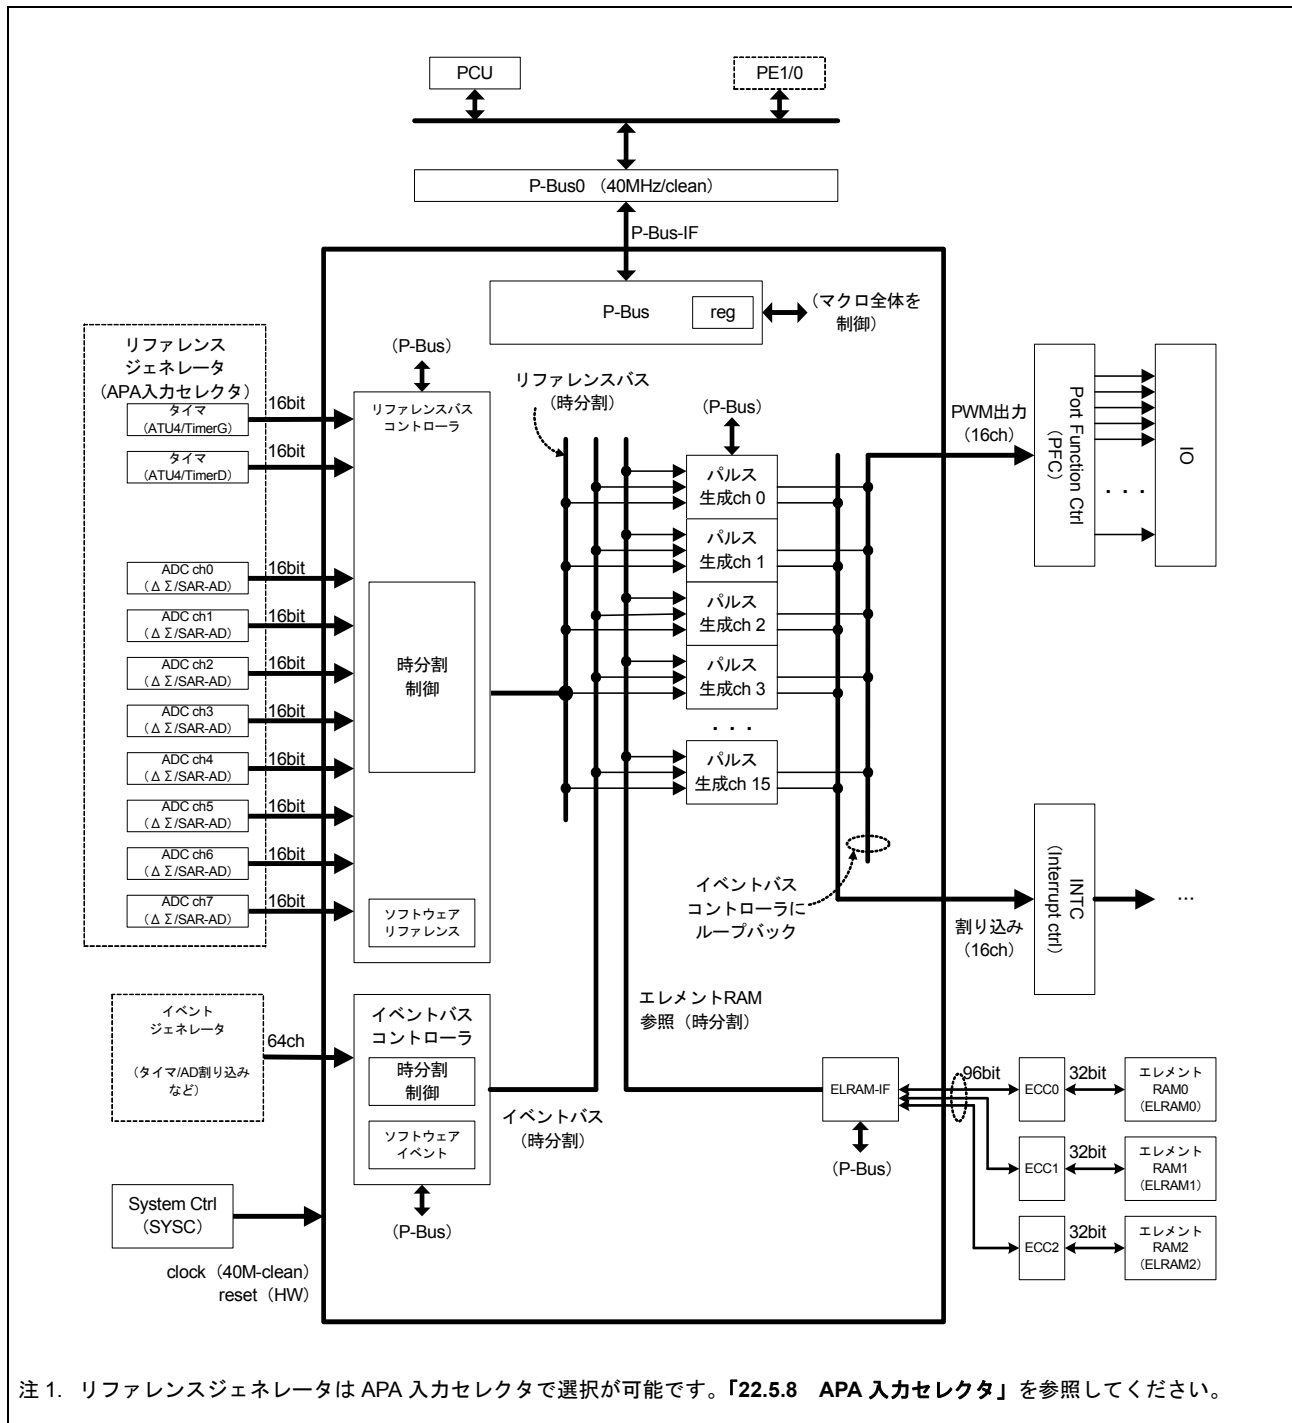 PCU
PE1/0
P-Bus0 （40MHz/clean）
P-Bus-IF
P-Bus
reg
（マクロ全体を
制御）
リファレンス
ジェネレータ
（APA入力セレクタ）
タイマ
（ATU4/TimerG）
16bit
タイマ
（ATU4/TimerD）
16bit
ADC ch0
（ΔΣ/SAR-AD）
16bit
ADC ch1
（ΔΣ/SAR-AD）
16bit
ADC ch2
（ΔΣ/SAR-AD）
16bit
ADC ch3
（ΔΣ/SAR-AD）
16bit
ADC ch4
（ΔΣ/SAR-AD）
16bit
ADC ch5
（ΔΣ/SAR-AD）
16bit
ADC ch6
（ΔΣ/SAR-AD）
16bit
ADC ch7
（ΔΣ/SAR-AD）
16bit
（P-Bus）
リファレンスバス
コントローラ
時分割
制御
ソフトウェア
リファレンス
リファレンスバス
（時分割）
（P-Bus）
パルス
生成ch 0
パルス
生成ch 1
パルス
生成ch 2
パルス
生成ch 3
・・・
パルス
生成ch 15
PWM出力
（16ch）
Port Function Ctrl
（PFC）
・・・
IO
イベントバス
コントローラに
ループバック
割り込み
（16ch）
INTC
（Interrupt ctrl）
…
イベント
ジェネレータ
（タイマ/AD割り込み
など）
64ch
イベントバス
コントローラ
時分割
制御
ソフトウェア
イベント
（P-Bus）
イベントバス
（時分割）
エレメントRAM
参照（時分割）
ELRAM-IF
（P-Bus）
96bit
ECC0
32bit
エレメント
RAM0
（ELRAM0）
ECC1
32bit
エレメント
RAM1
（ELRAM1）
ECC2
32bit
エレメント
RAM2
（ELRAM2）
System Ctrl
（SYSC）
clock（40M-clean）
reset（HW）
注 1. リファレンスジェネレータは APA 入力セレクタで選択が可能です。「22.5.8 APA 入力セレクタ」を参照してください。